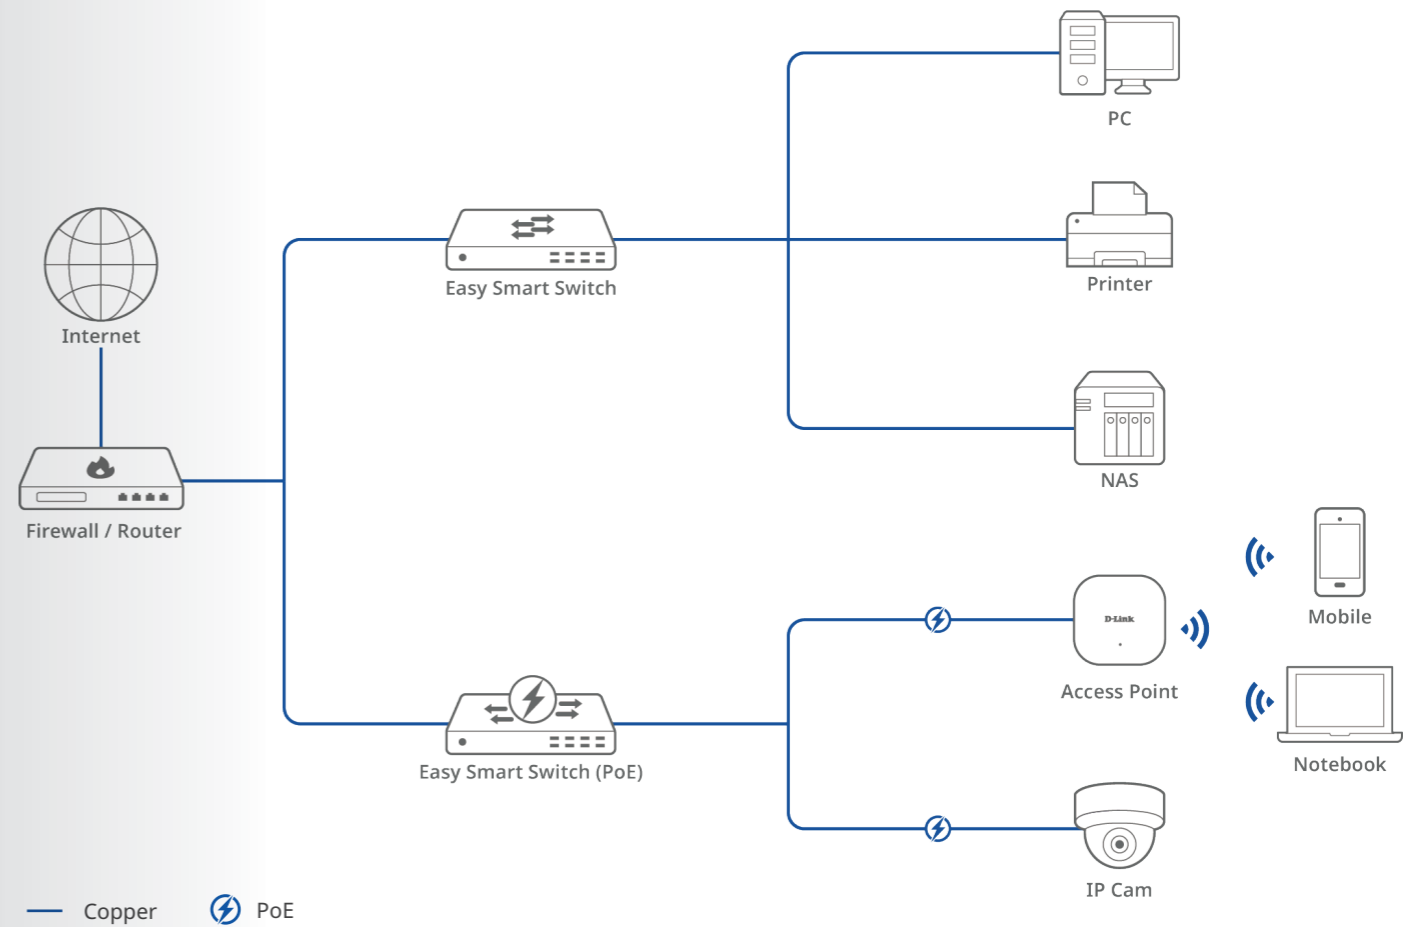 PC
Printer
Internet
Easy Smart Switch
NAS
Firewall / Router
D-Link
Mobile
Access Point
Notebook
Easy Smart Switch (PoE)
IP Cam
Copper
PoE